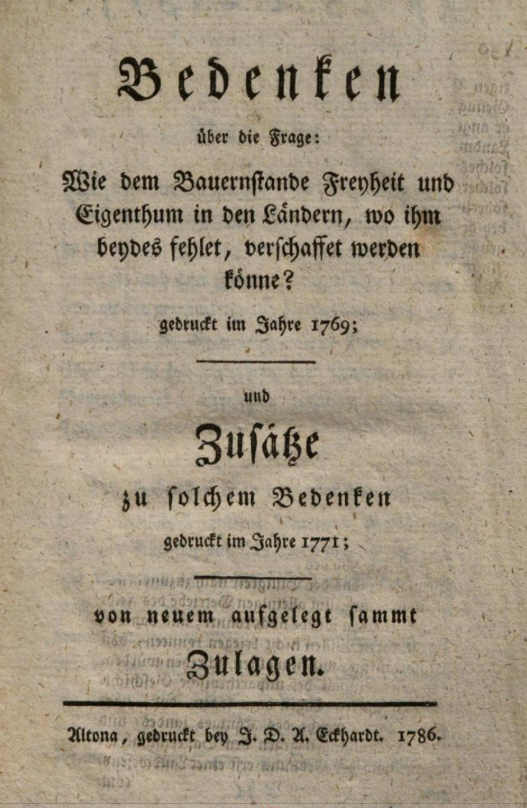 Bedenken
über die Frage:
Wie dem Bauernstande Freyheit und
Eigenthum in den Ländern, wo ihm
beydes fehlet, verschaffet werden
könne?
gedruckt im Jahre 1769;
und
Zusätze
zu solchem Bedenken
gedruckt im Jahre 1771;
von neuem aufgelegt sammt
Zulagen.
Altona, gedruckt bey J. D. A. Eckhardt. 1786.